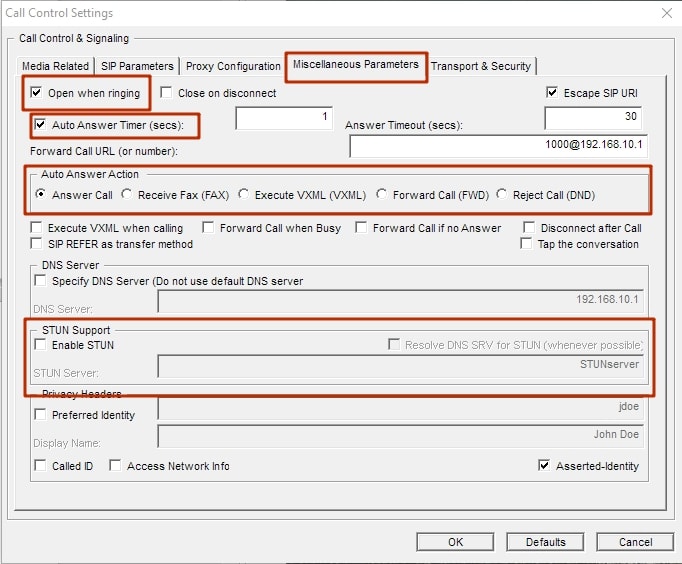 Call Control Settings
Call Control & Signaling
Media Related SIP Parameters Proxy Configuration Miscellaneous Parameters Transport & Security
Open when ringing Close on disconnect Escape SIP URI
Auto Answer Timer (secs): 1 Answer Timeout (secs): 30
Forward Call URL (or number): 1000@192.168.10.1
Auto Answer Action
Answer Call Receive Fax (FAX) Execute VXML (VXML) Forward Call (FWD) Reject Call (DND)
Execute VXML when calling Forward Call when Busy Forward Call if no Answer Disconnect after Call
SIP REFER as transfer method Tap the conversation
DNS Server
Specify DNS Server (Do not use default DNS server
DNS Server: 192.168.10.1
STUN Support
Enable STUN Resolve DNS SRV for STUN (whenever possible)
STUN Server: STUNserver
Privacy Headers
Preferred Identity jdoe
Display Name: John Doe
Called ID Access Network Info Asserted-Identity
OK Defaults Cancel